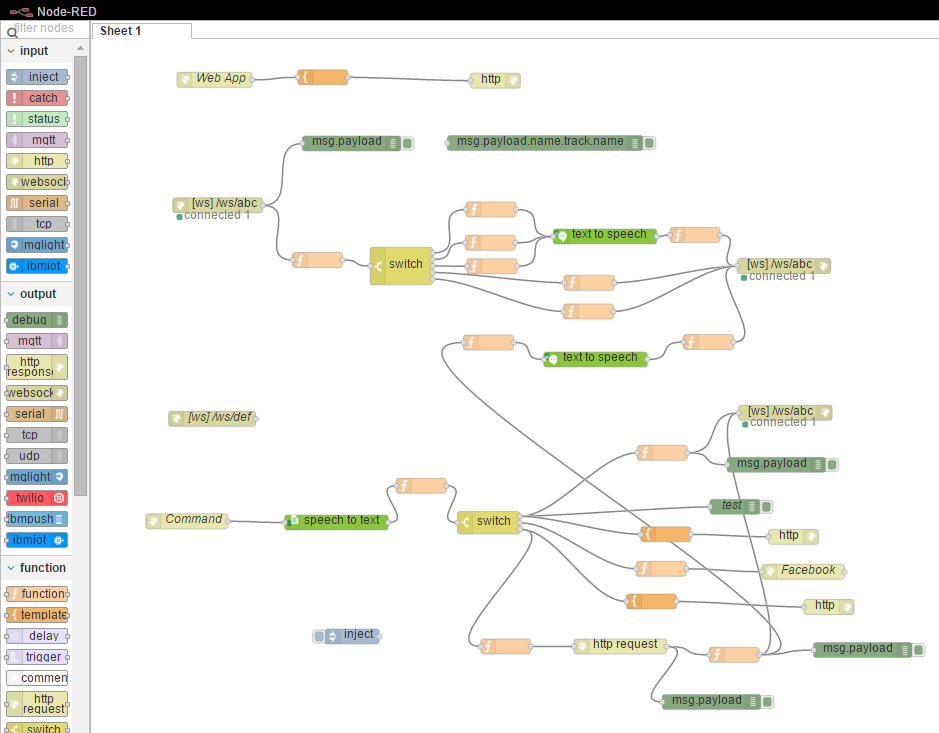 Node-RED
filter nodes
Sheet 1
input
inject
catch
status
mqtt
http
websock
serial
tcp
mqlight
ibmiot
output
debug
mqtt
http
response
websock
serial
tcp
udp
mqlight
twilio
ibmpush
ibmiot
function
function
template
delay
trigger
commen
http
request
switch
Web App
http
msg.payload
msg.payload.name.track.name
[ws] /ws/abc
connected 1
switch
text to speech
[ws] /ws/abc
connected 1
text to speech
[ws] /ws/def
[ws] /ws/abc
connected 1
msg.payload
Command
speech to text
switch
test
http
Facebook
http
inject
http request
msg.payload
msg.payload